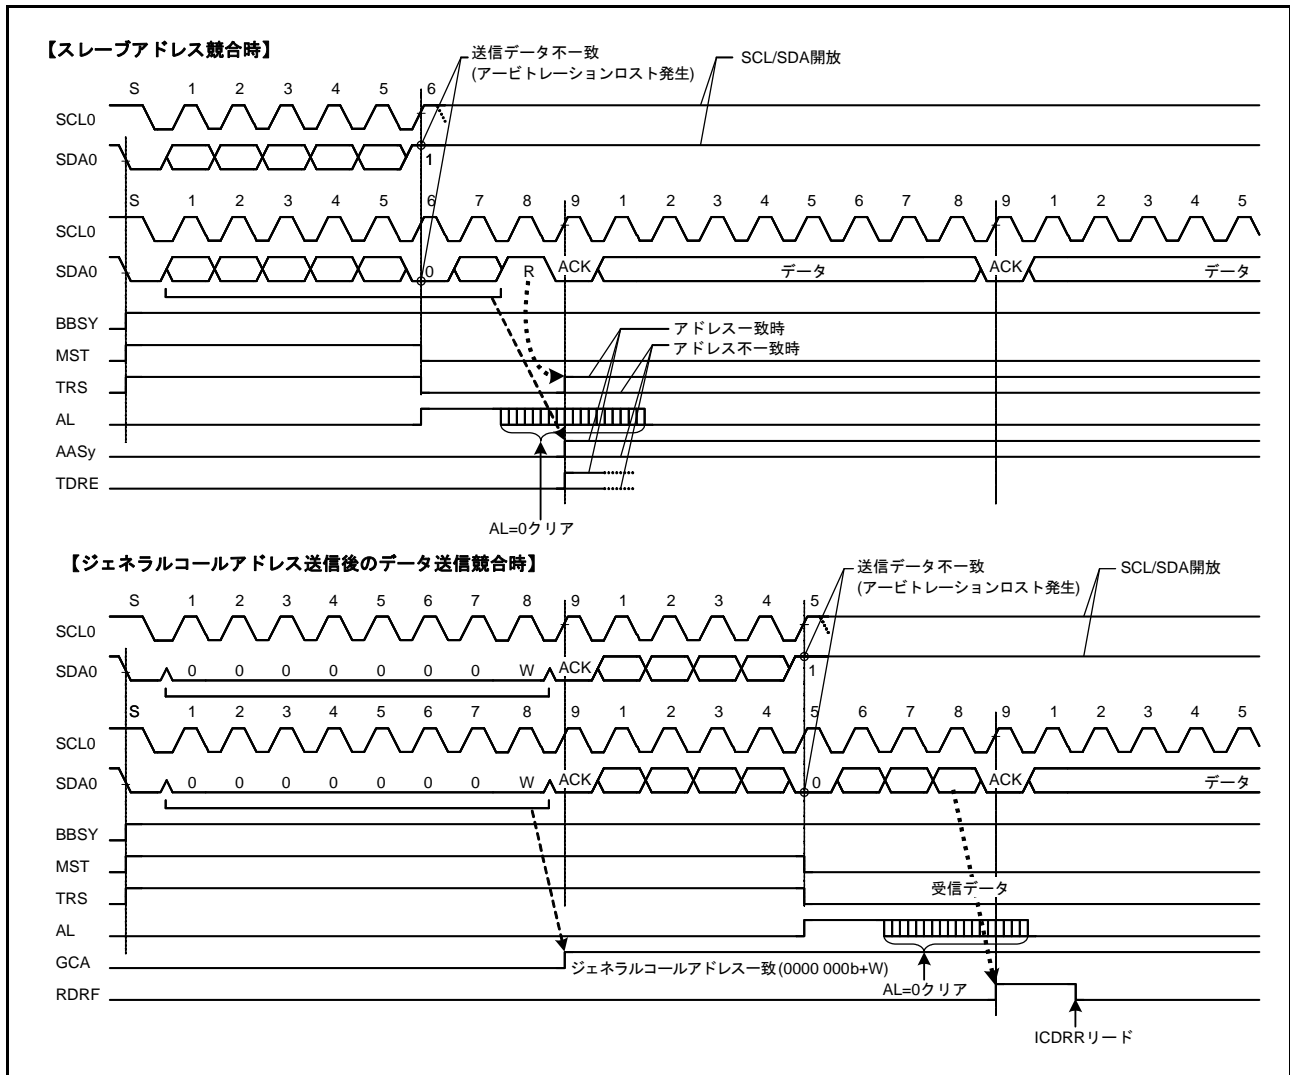 【スレーブアドレス競合時】
送信データ不一致
(アービトレーションロスト発生)
SCL/SDA開放
S 1 2 3 4 5 6
SCL0
SDA0
1
S 1 2 3 4 5 6 7 8 9 1 2 3 4 5 6 7 8 9 1 2 3 4 5
SCL0
SDA0 0 R ACK データ ACK データ
BBSY
アドレス一致時
MST
アドレス不一致時
TRS
AL
AASy
TDRE
AL=0クリア
【ジェネラルコールアドレス送信後のデータ送信競合時】
送信データ不一致
(アービトレーションロスト発生)
SCL/SDA開放
S 1 2 3 4 5 6 7 8 9 1 2 3 4 5
SCL0
SDA0 0 0 0 0 0 0 0 W ACK 1
S 1 2 3 4 5 6 7 8 9 1 2 3 4 5 6 7 8 9 1 2 3 4 5
SCL0
SDA0 0 0 0 0 0 0 0 W ACK 0 ACK データ
BBSY
MST
TRS 受信データ
AL
GCA
ジェネラルコールアドレス一致(0000 000b+W)
AL=0クリア
RDRF
ICDRRリード